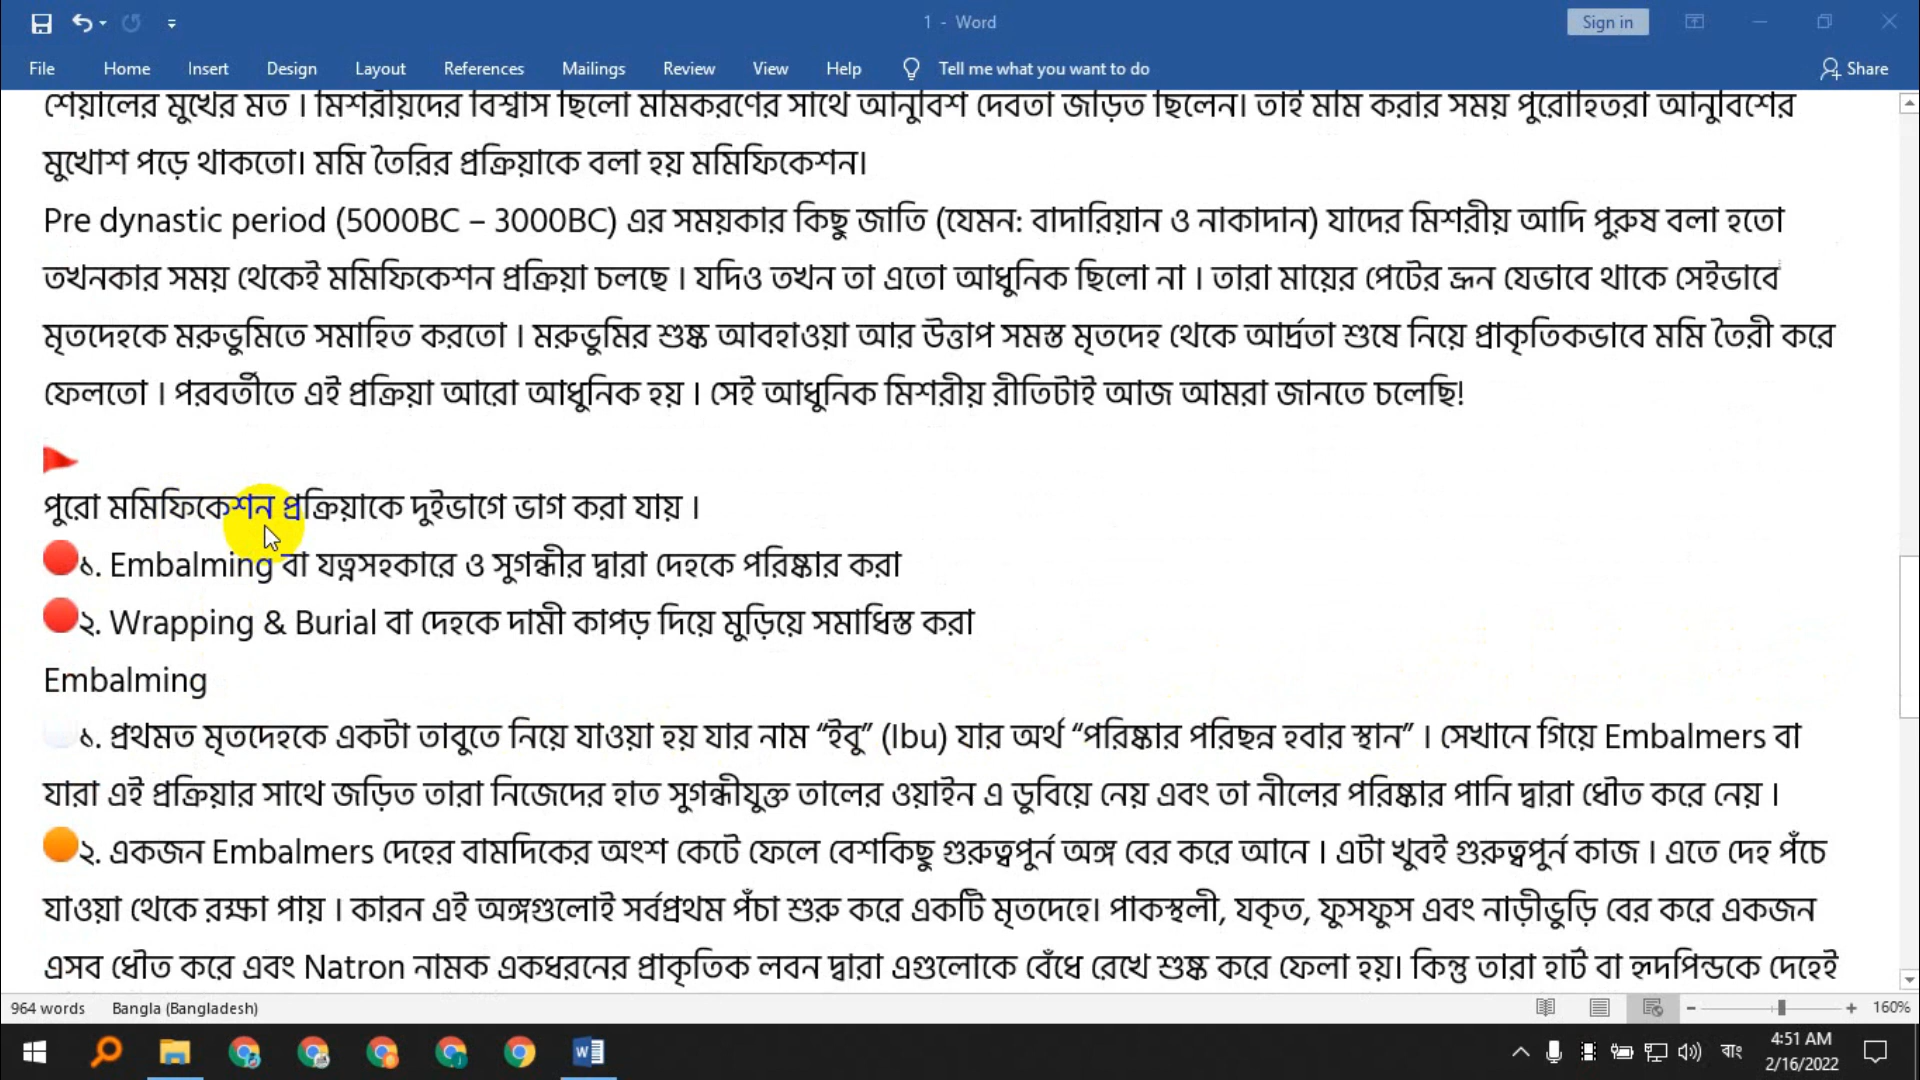 1 - Word
Sign in
File Home Insert Design Layout References Mailings Review View Help Tell me what you want to do Share
শেয়ালের মুখের মত । মিশরীয়দের বিশ্বাস ছিলো মমিকরণের সাথে আনুবিশ দেবতা জড়িত ছিলেন। তাই মমি করার সময় পুরোহিতরা আনুবিশের
মুখোশ পড়ে থাকতো। মমি তৈরির প্রক্রিয়াকে বলা হয় মমিফিকেশন।
Pre dynastic period (5000BC – 3000BC) এর সময়কার কিছু জাতি (যেমন: বাদারিয়ান ও নাকাদান) যাদের মিশরীয় আদি পুরুষ বলা হতো
তখনকার সময় থেকেই মমিফিকেশন প্রক্রিয়া চলছে । যদিও তখন তা এতো আধুনিক ছিলো না । তারা মায়ের পেটের ভ্রুন যেভাবে থাকে সেইভাবে
মৃতদেহকে মরুভুমিতে সমাহিত করতো । মরুভুমির শুষ্ক আবহাওয়া আর উত্তাপ সমস্ত মৃতদেহ থেকে আর্দ্রতা শুষে নিয়ে প্রাকৃতিকভাবে মমি তৈরী করে
ফেলতো । পরবর্তীতে এই প্রক্রিয়া আরো আধুনিক হয় । সেই আধুনিক মিশরীয় রীতিটাই আজ আমরা জানতে চলেছি!
পুরো মমিফিকেশন প্রক্রিয়াকে দুইভাগে ভাগ করা যায় ।
১. Embalming বা যত্নসহকারে ও সুগন্ধীর দ্বারা দেহকে পরিষ্কার করা
২. Wrapping & Burial বা দেহকে দামী কাপড় দিয়ে মুড়িয়ে সমাধিস্ত করা
Embalming
১. প্রথমত মৃতদেহকে একটা তাবুতে নিয়ে যাওয়া হয় যার নাম “ইবু” (Ibu) যার অর্থ “পরিষ্কার পরিছন্ন হবার স্থান” । সেখানে গিয়ে Embalmers বা
যারা এই প্রক্রিয়ার সাথে জড়িত তারা নিজেদের হাত সুগন্ধীযুক্ত তালের ওয়াইন এ ডুবিয়ে নেয় এবং তা নীলের পরিষ্কার পানি দ্বারা ধৌত করে নেয় ।
২. একজন Embalmers দেহের বামদিকের অংশ কেটে ফেলে বেশকিছু গুরুত্বপুর্ন অঙ্গ বের করে আনে । এটা খুবই গুরুত্বপুর্ন কাজ । এতে দেহ পঁচে
যাওয়া থেকে রক্ষা পায় । কারন এই অঙ্গগুলোই সর্বপ্রথম পঁচা শুরু করে একটি মৃতদেহে। পাকস্থলী, যকৃত, ফুসফুস এবং নাড়ীভুড়ি বের করে একজন
এসব ধৌত করে এবং Natron নামক একধরনের প্রাকৃতিক লবন দ্বারা এগুলোকে বেঁধে রেখে শুষ্ক করে ফেলা হয়। কিন্তু তারা হার্ট বা হৃদপিন্ডকে দেহেই
964 words Bangla (Bangladesh) 160%
বাং 4:51 AM
2/16/2022